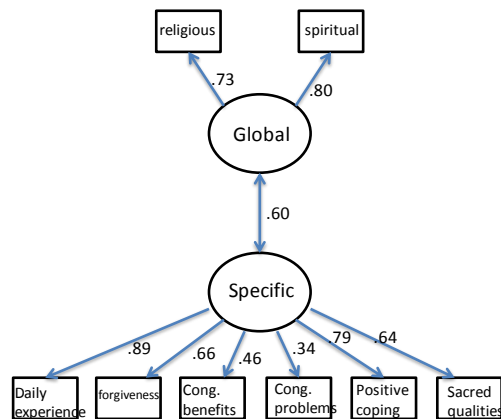 religious
spiritual
.73
.80
Global
.60
Specific
.89
.66
.46
.34
.79
.64
Daily
experience
forgiveness
Cong.
benefits
Cong.
problems
Positive
coping
Sacred
qualities